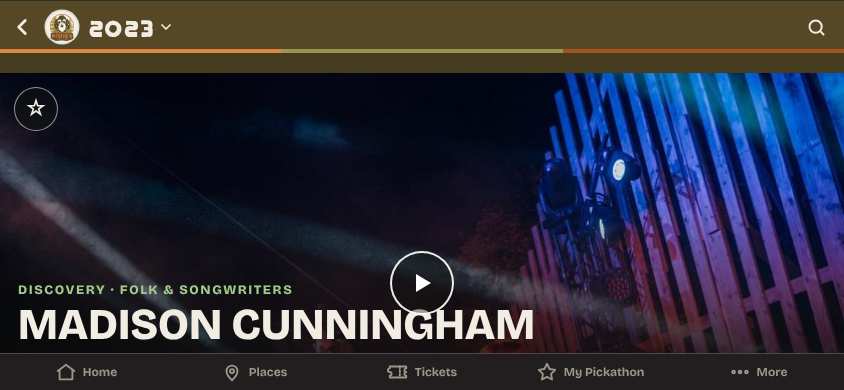 2023
DISCOVERY · FOLK & SONGWRITERS
MADISON CUNNINGHAM
Home
Places
Tickets
My Pickathon
More